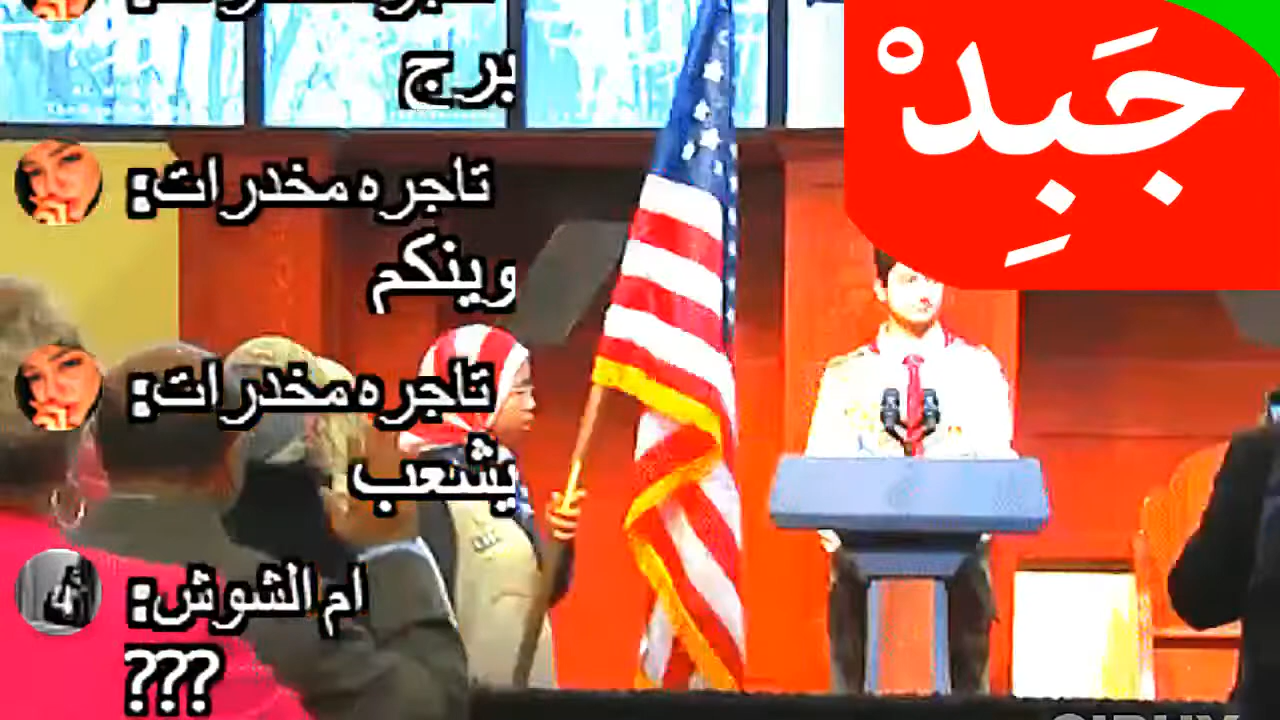 برج
جَبِدْ
تاجره مخدرات:
وينكم
تاجره مخدرات:
يشعب
ام الشوش:
???